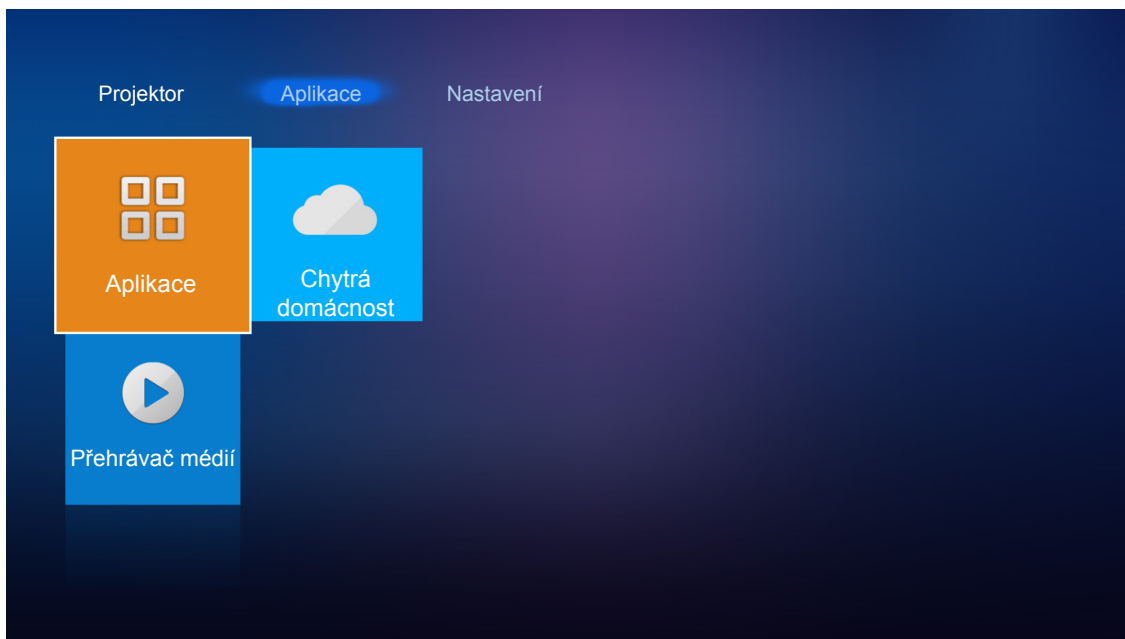 Projektor
Aplikace
Nastavení
Aplikace
Chytrá
domácnost
Přehrávač médií